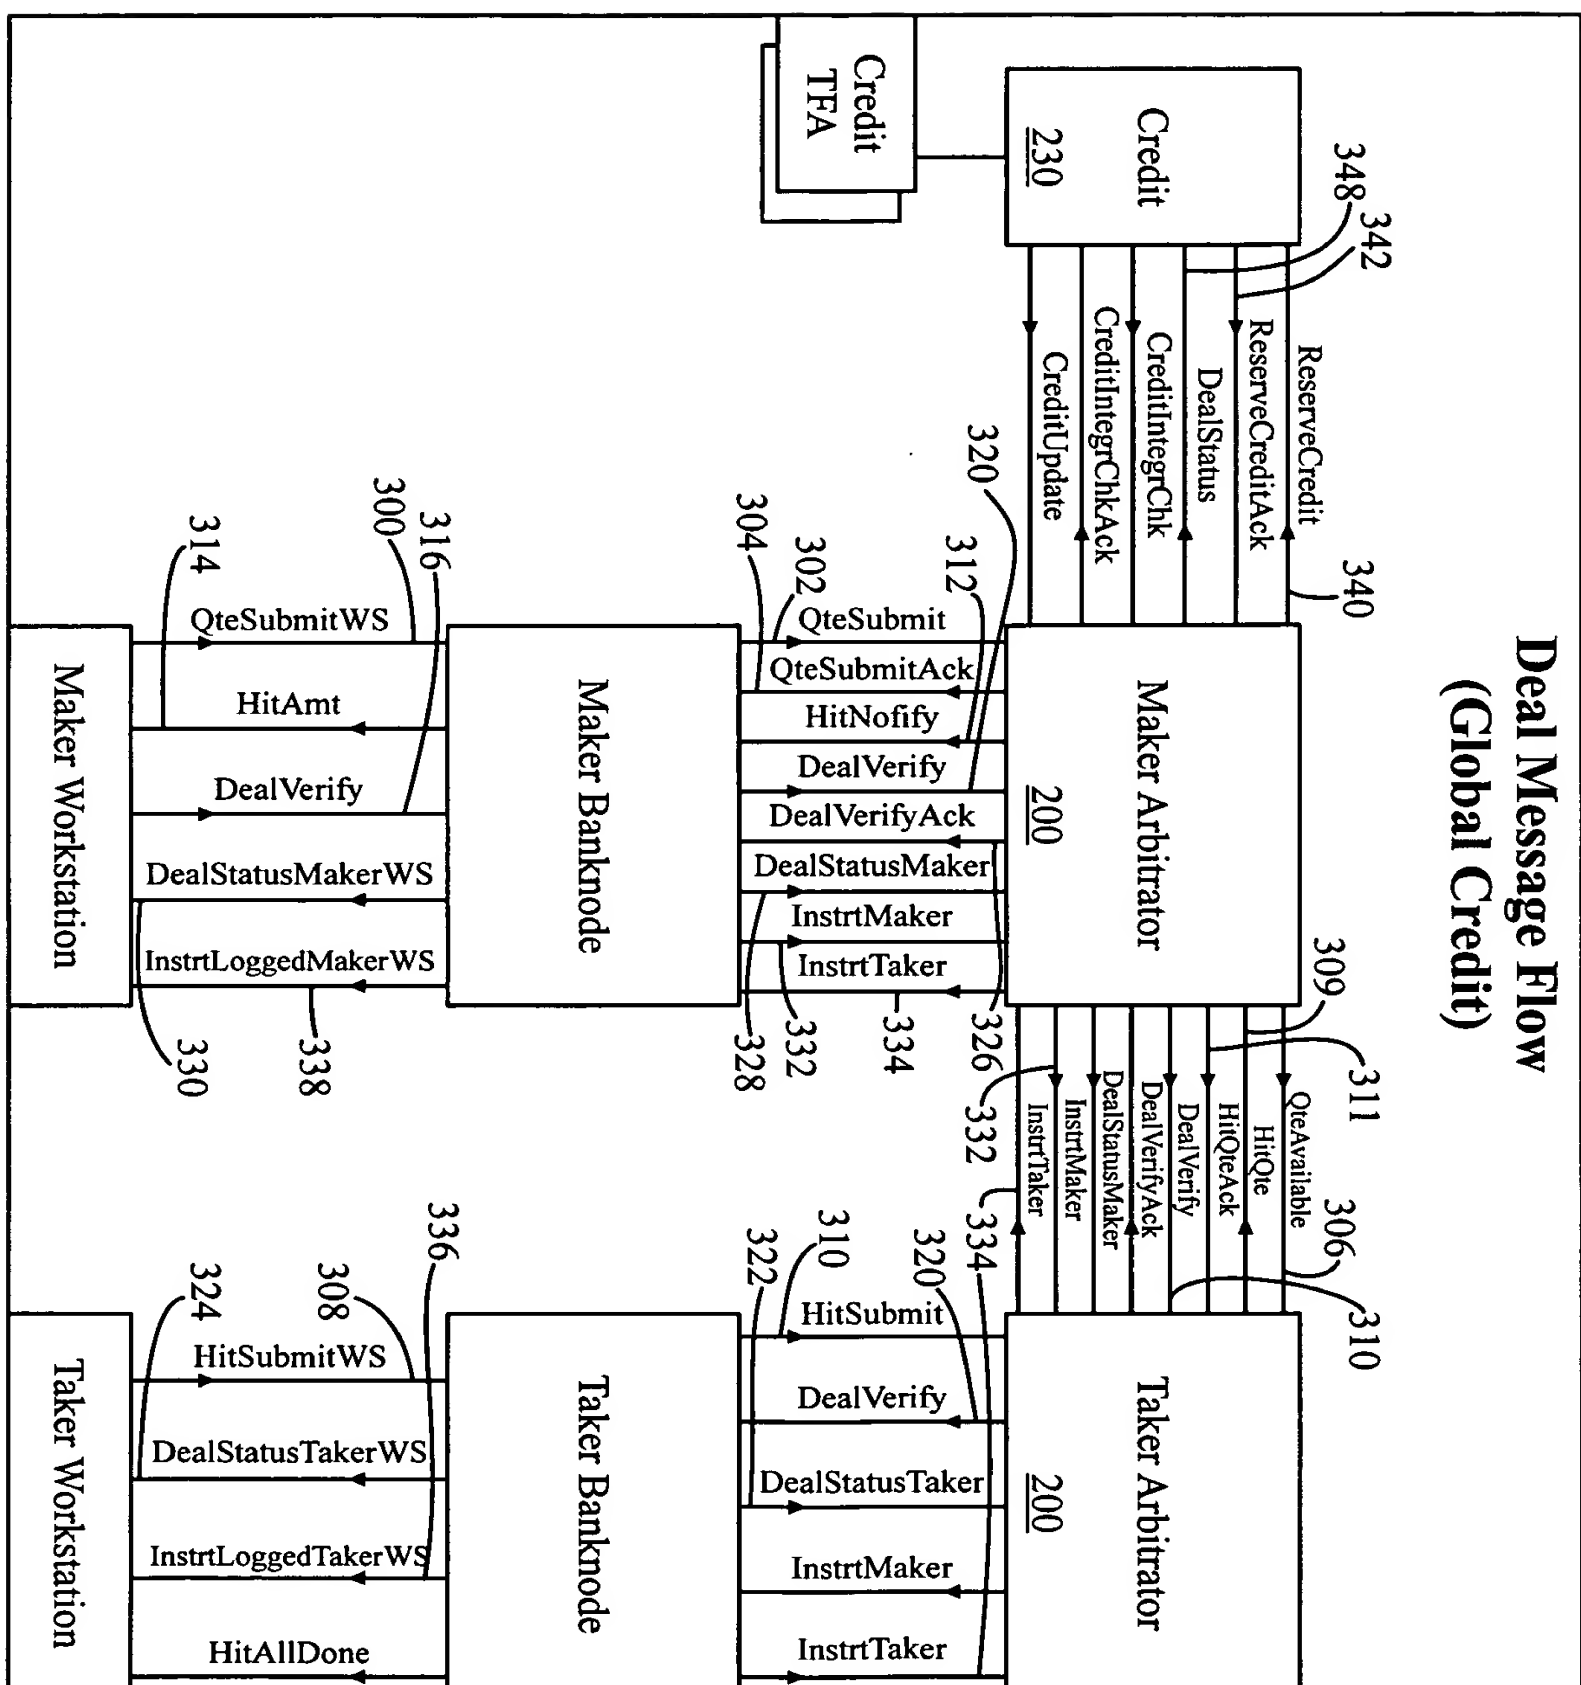 Deal Message Flow
(Global Credit)
348
342
340
309
311
306
310
Credit
230
Credit
TFA
ReserveCredit
ReserveCreditAck
DealStatus
CreditIntegrChk
CreditIntegrChkAck
CreditUpdate
Maker Arbitrator
200
QteAvailable
HitQte
HitQteAck
DealVerify
DealVerifyAck
DealStatusMaker
InstrtMaker
InstrtTaker
332
334
Taker Arbitrator
200
320
312
302
304
QteSubmit
QteSubmitAck
HitNofify
DealVerify
DealVerifyAck
DealStatusMaker
InstrtMaker
InstrtTaker
326
334
332
328
310
320
322
HitSubmit
DealVerify
DealStatusTaker
InstrtMaker
InstrtTaker
Maker Banknode
Taker Banknode
316
300
314
QteSubmitWS
HitAmt
DealVerify
DealStatusMakerWS
InstrtLoggedMakerWS
338
330
336
308
324
HitSubmitWS
DealStatusTakerWS
InstrtLoggedTakerWS
HitAllDone
Maker Workstation
Taker Workstation